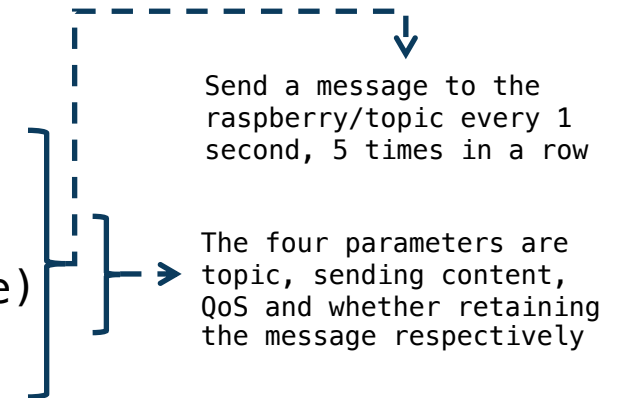 Send a message to the
raspberry/topic every 1
second, 5 times in a row
The four parameters are
e) topic, sending content,
QoS and whether retaining
the message respectively